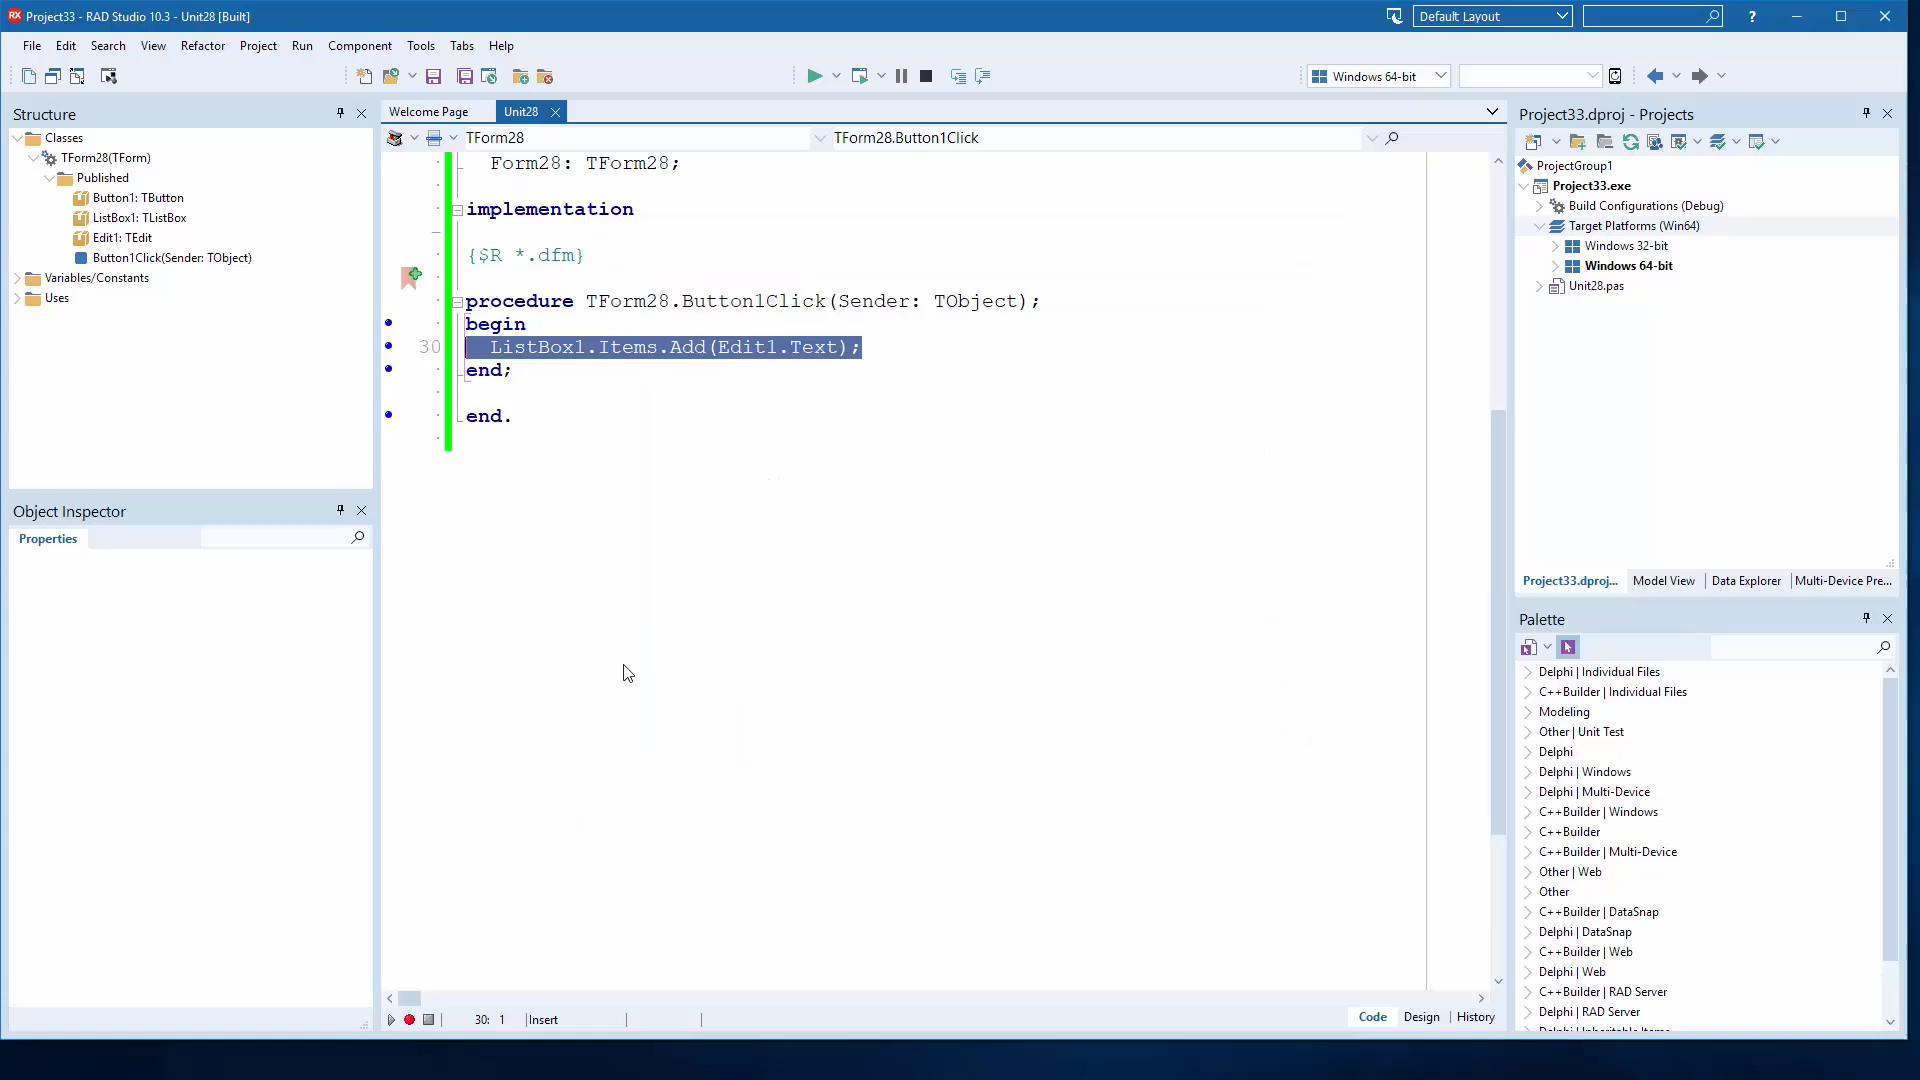 Project33 - RAD Studio 10.3 - Unit28 [Built]
Default Layout
?
File Edit Search View Refactor Project Run Component Tools Tabs Help
Windows 64-bit
Structure
Classes
TForm28(TForm)
Published
Button1: TButton
ListBox1: TListBox
Edit1: TEdit
Button1Click(Sender: TObject)
Variables/Constants
Uses
Object Inspector
Properties
Welcome Page
Unit28
TForm28
TForm28.Button1Click
Form28: TForm28;
implementation
{$R *.dfm}
procedure TForm28.Button1Click(Sender: TObject);
begin
30 ListBox1.Items.Add(Edit1.Text);
end;
end.
30: 1 Insert
Code Design History
Project33.dproj - Projects
ProjectGroup1
Project33.exe
Build Configurations (Debug)
Target Platforms (Win64)
Windows 32-bit
Windows 64-bit
Unit28.pas
Project33.dproj... Model View Data Explorer Multi-Device Pre...
Palette
Delphi | Individual Files
C++Builder | Individual Files
Modeling
Other | Unit Test
Delphi
Delphi | Windows
Delphi | Multi-Device
C++Builder | Windows
C++Builder
C++Builder | Multi-Device
Other | Web
Other
C++Builder | DataSnap
Delphi | DataSnap
C++Builder | Web
Delphi | Web
C++Builder | RAD Server
Delphi | RAD Server